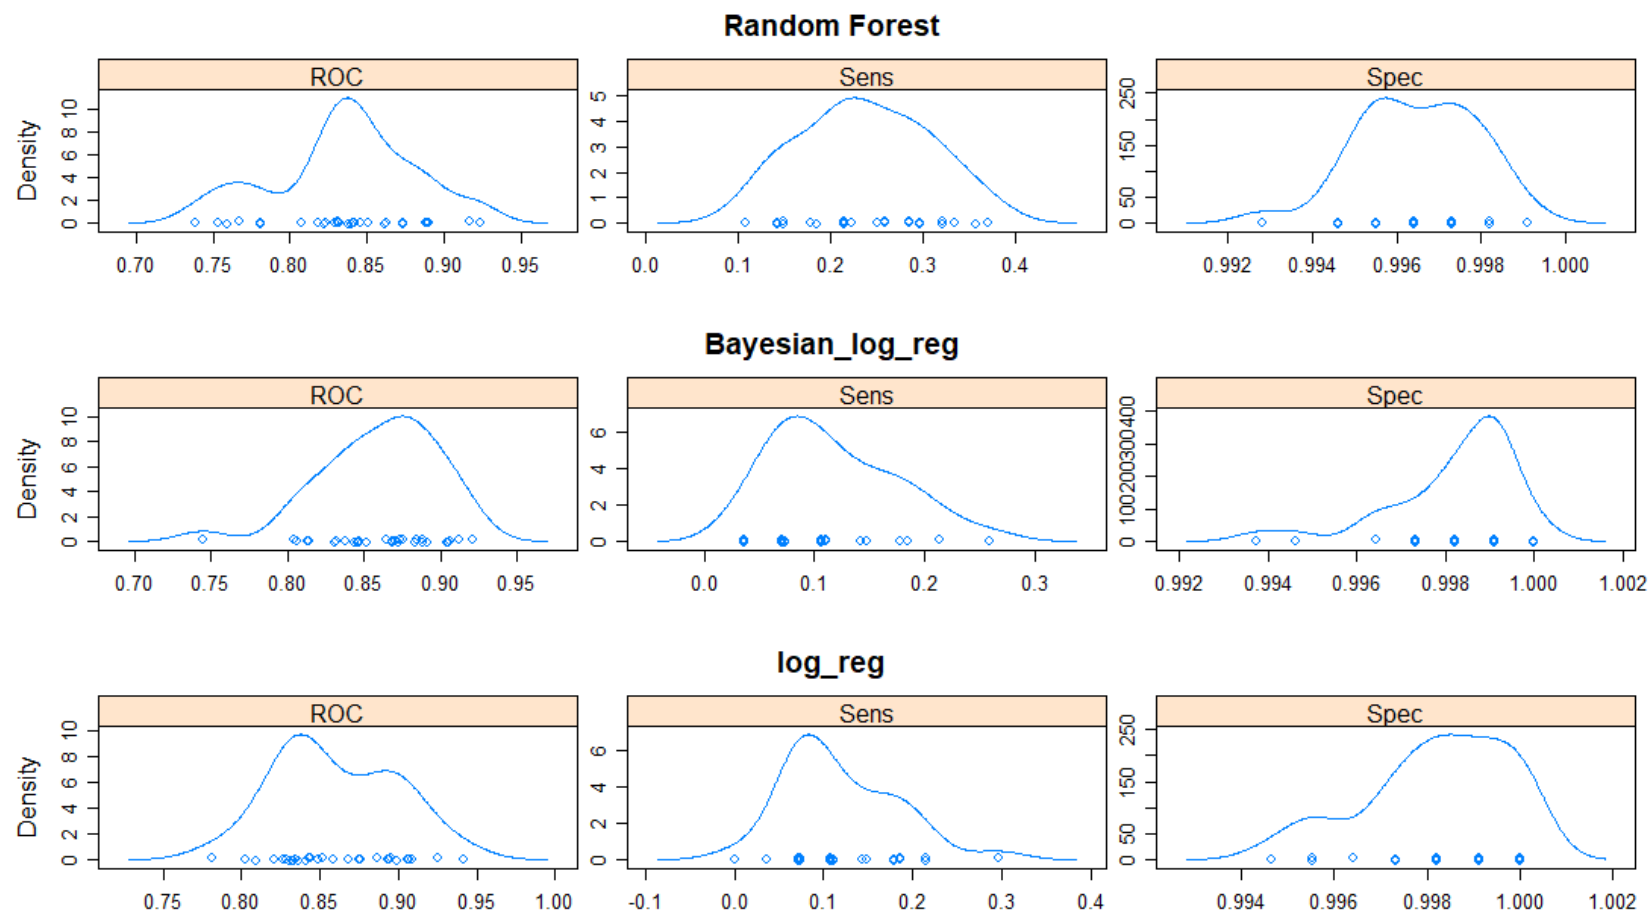 Random Forest
ROC
Sens
Spec
Density
0 2 4 6 8 10
0 1 2 3 4 5
0 50 150 250
0.70 0.75 0.80 0.85 0.90 0.95
0.0 0.1 0.2 0.3 0.4
0.992 0.994 0.996 0.998 1.000
Bayesian_log_reg
ROC
Sens
Spec
Density
0 2 4 6 8 10
0 2 4 6
0 100200300400
0.70 0.75 0.80 0.85 0.90 0.95
0.0 0.1 0.2 0.3
0.992 0.994 0.996 0.998 1.000 1.002
log_reg
ROC
Sens
Spec
Density
0 2 4 6 8 10
0 2 4 6
0 50 150 250
0.75 0.80 0.85 0.90 0.95 1.00
-0.1 0.0 0.1 0.2 0.3 0.4
0.994 0.996 0.998 1.000 1.002